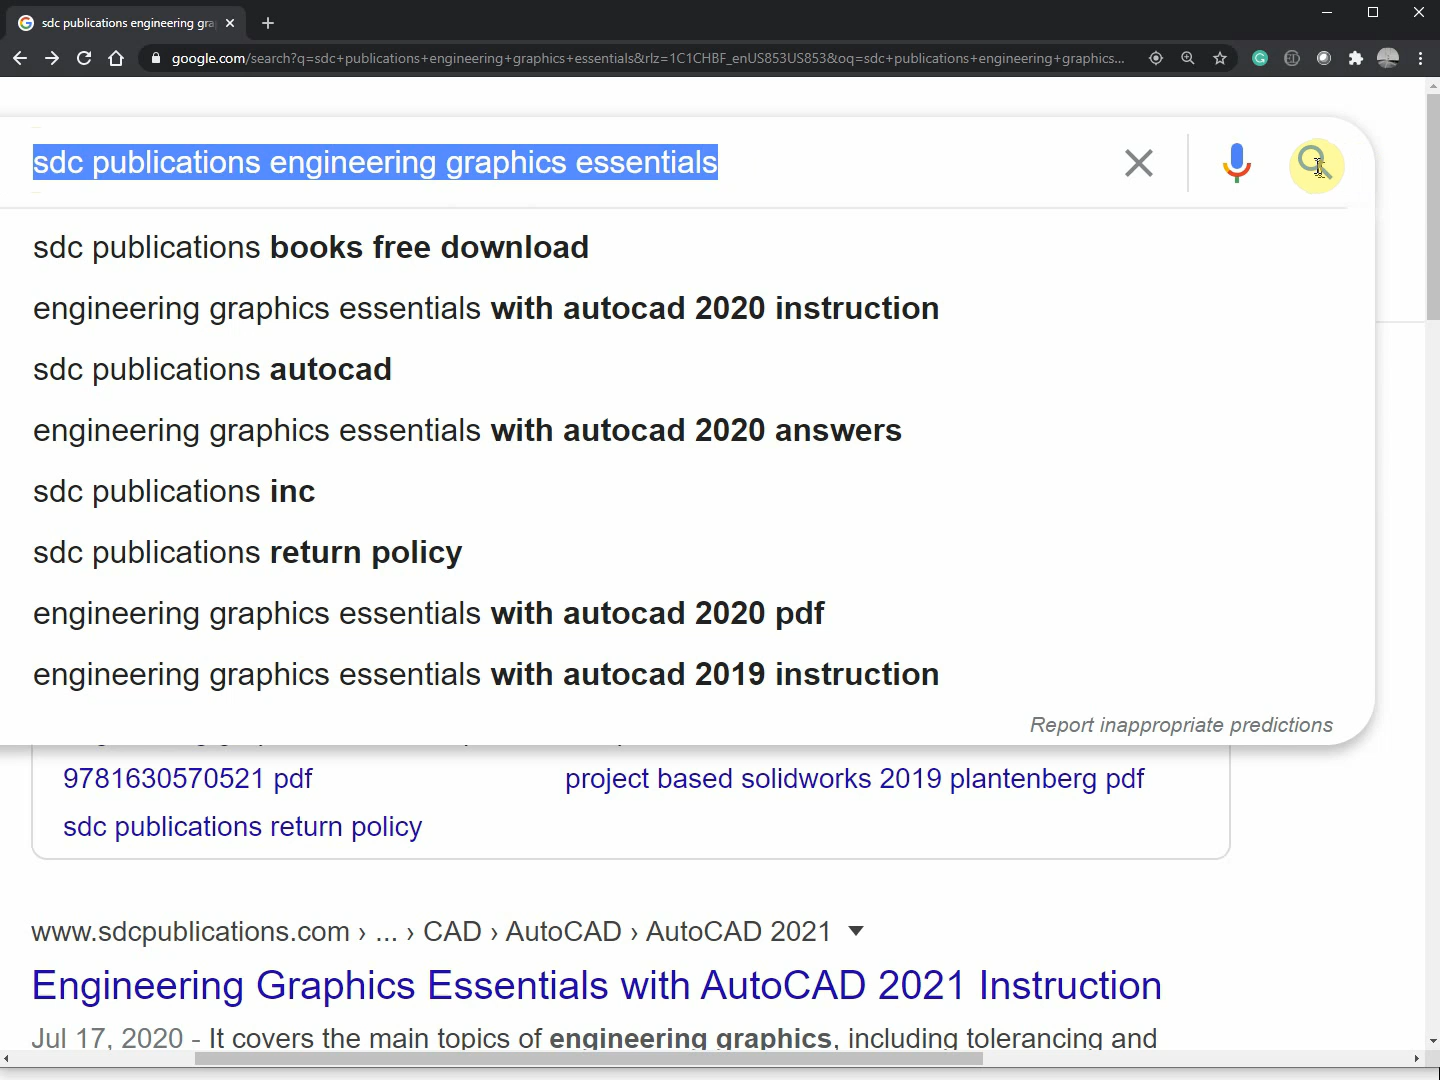 sdc publications engineering gra
google.com/search?q=sdc+publications+engineering+graphics+essentials&rlz=1C1CHBF_enUS853US853&oq=sdc+publications+engineering+graphics...
sdc publications engineering graphics essentials
sdc publications books free download
engineering graphics essentials with autocad 2020 instruction
sdc publications autocad
engineering graphics essentials with autocad 2020 answers
sdc publications inc
sdc publications return policy
engineering graphics essentials with autocad 2020 pdf
engineering graphics essentials with autocad 2019 instruction
Report inappropriate predictions
9781630570521 pdf project based solidworks 2019 plantenberg pdf
sdc publications return policy
www.sdcpublications.com › ... › CAD › AutoCAD › AutoCAD 2021
Engineering Graphics Essentials with AutoCAD 2021 Instruction
Jul 17, 2020 - It covers the main topics of engineering graphics, including tolerancing and